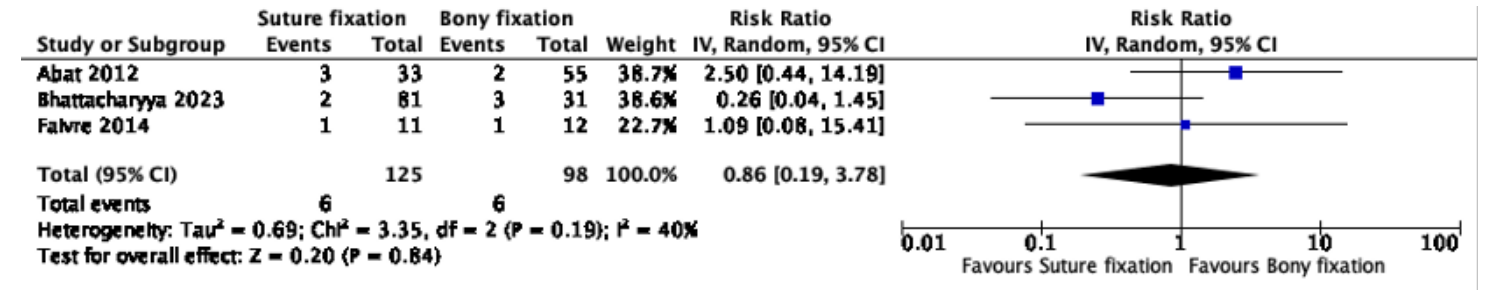 Suture fixation Bony fixation Risk Ratio Risk Ratio
Study or Subgroup Events Total Events Total Weight IV, Random, 95% CI IV, Random, 95% CI
Abat 2012 3 33 2 55 38.7% 2.50 [0.44, 14.19]
Bhattacharyya 2023 2 81 3 31 38.6% 0.26 [0.04, 1.45]
Faivre 2014 1 11 1 12 22.7% 1.09 [0.08, 15.41]
Total (95% CI) 125 98 100.0% 0.86 [0.19, 3.78]
Total events 6 6
Heterogeneity: Tau² = 0.69; Chi² = 3.35, df = 2 (P = 0.19); I² = 40%
Test for overall effect: Z = 0.20 (P = 0.84)
0.01 0.1 1 10 100
Favours Suture fixation Favours Bony fixation